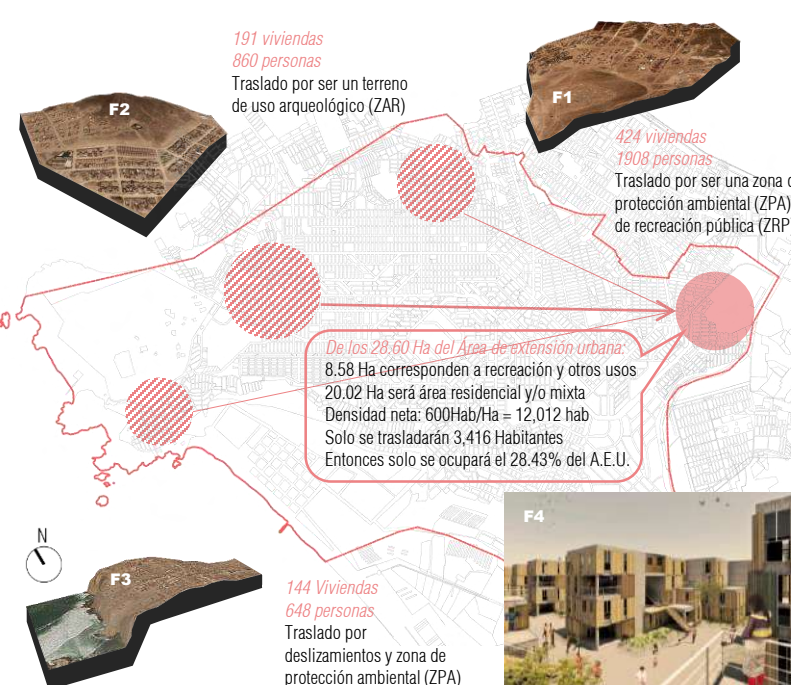 191 viviendas
860 personas
Traslado por ser un terreno
de uso arqueológico (ZAR)
F2
F1
424 viviendas
1908 personas
Traslado por ser una zona
protección ambiental (ZPA)
de recreación pública (ZRP
De los 28.60 Ha del Área de extensión urbana:
8.58 Ha corresponden a recreación y otros usos
20.02 Ha será área residencial y/o mixta
Densidad neta: 600Hab/Ha = 12,012 hab
Solo se trasladarán 3,416 Habitantes
Entonces solo se ocupará el 28.43% del A.E.U.
N
F3
144 Viviendas
648 personas
Traslado por
deslizamientos y zona de
protección ambiental (ZPA)
F4